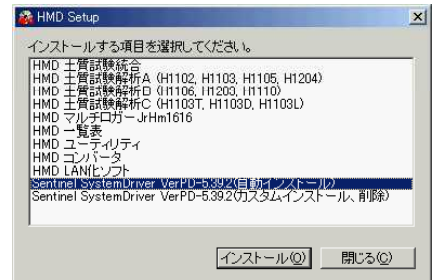 HMD Setup
インストールする項目を選択してください。
HMD 土質試験統合
HMD 土質試験解析A (H1102, H1103, H1105, H1204)
HMD 土質試験解析B (H1106, H1203, H1110)
HMD 土質試験解析C (H1103T, H1103D, H1103L)
HMD マルチロガーJrHm1616
HMD 一覧表
HMD ユーティリティ
HMD コンバータ
HMD LAN化ソフト
Sentinel SystemDriver VerPD-5.39.2(自動インストール)
Sentinel SystemDriver VerPD-5.39.2(カスタムインストール、削除)
インストール(O) 閉じる(C)